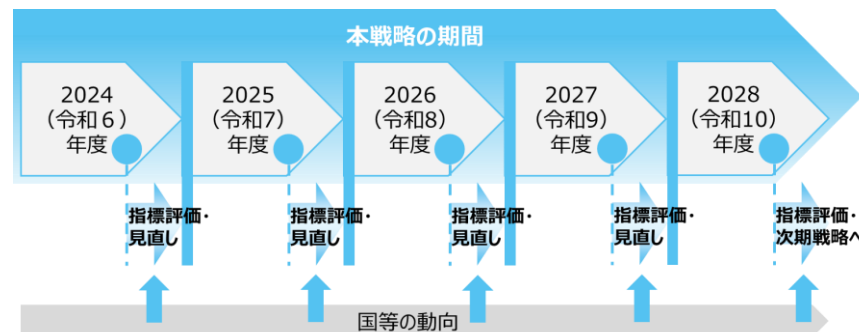 本戦略の期間
2024
（令和６）
年度
2025
（令和7）
年度
2026
（令和8）
年度
2027
（令和9）
年度
2028
（令和10）
年度
指標評価・
見直し
指標評価・
見直し
指標評価・
見直し
指標評価・
見直し
指標評価・
次期戦略へ
国等の動向